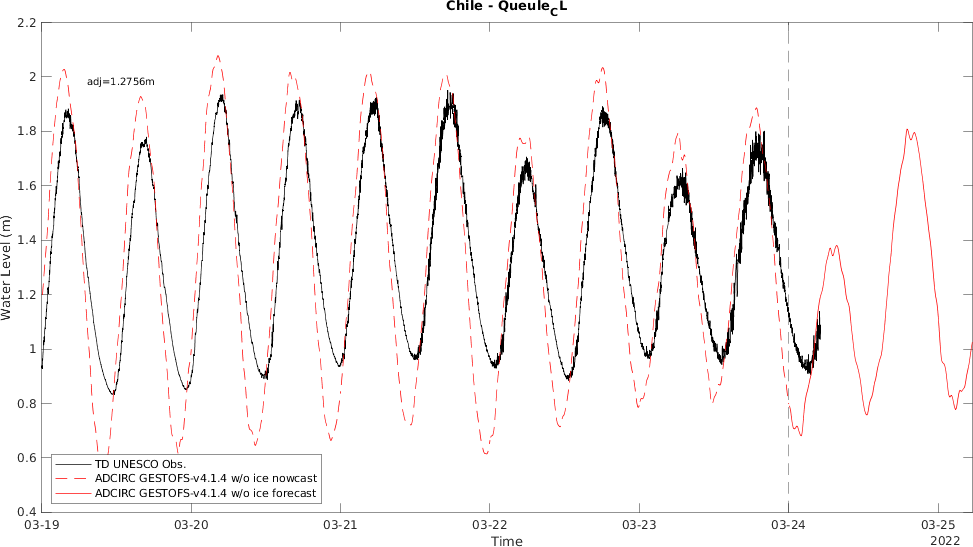 Chile - Queule_CL
2.2
2
1.8
1.6
1.4
1.2
1
0.8
0.6
0.4
Water Level (m)
adj=1.2756m
TD UNESCO Obs.
ADCIRC GESTOFS-v4.1.4 w/o ice nowcast
ADCIRC GESTOFS-v4.1.4 w/o ice forecast
03-19 03-20 03-21 03-22 03-23 03-24 03-25
Time
2022